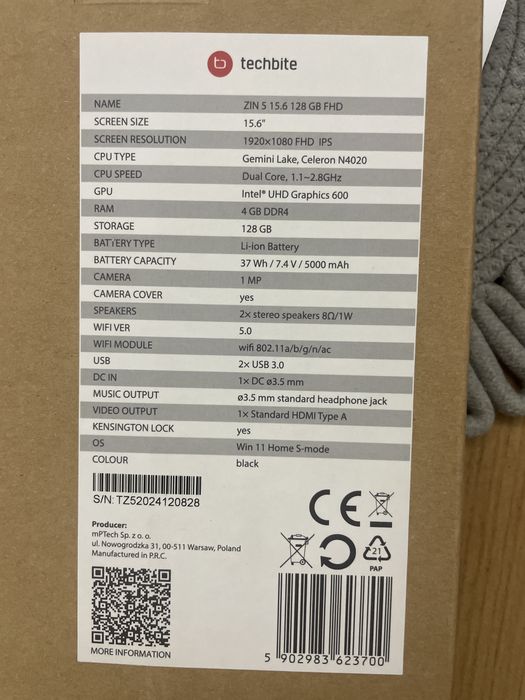 techbite
NAME ZIN 5 15.6 128 GB FHD
SCREEN SIZE 15.6"
SCREEN RESOLUTION 1920x1080 FHD IPS
CPU TYPE Gemini Lake, Celeron N4020
CPU SPEED Dual Core, 1.1~2.8GHz
GPU Intel® UHD Graphics 600
RAM 4 GB DDR4
STORAGE 128 GB
BATTERY TYPE Li-ion Battery
BATTERY CAPACITY 37 Wh / 7.4 V / 5000 mAh
CAMERA 1 MP
CAMERA COVER yes
SPEAKERS 2x stereo speakers 8Ω/1W
WIFI VER 5.0
WIFI MODULE wifi 802.11a/b/g/n/ac
USB 2x USB 3.0
DC IN 1x DC ø3.5 mm
MUSIC OUTPUT ø3.5 mm standard headphone jack
VIDEO OUTPUT 1x Standard HDMI Type A
KENSINGTON LOCK yes
OS Win 11 Home S-mode
COLOUR black
S/N: TZ52024120828
Producer:
mPTech Sp. z o. o.
ul. Nowogrodzka 31, 00-511 Warsaw, Poland
Manufactured in P.R.C.
MORE INFORMATION
CE
21
PAP
5 902983 623700